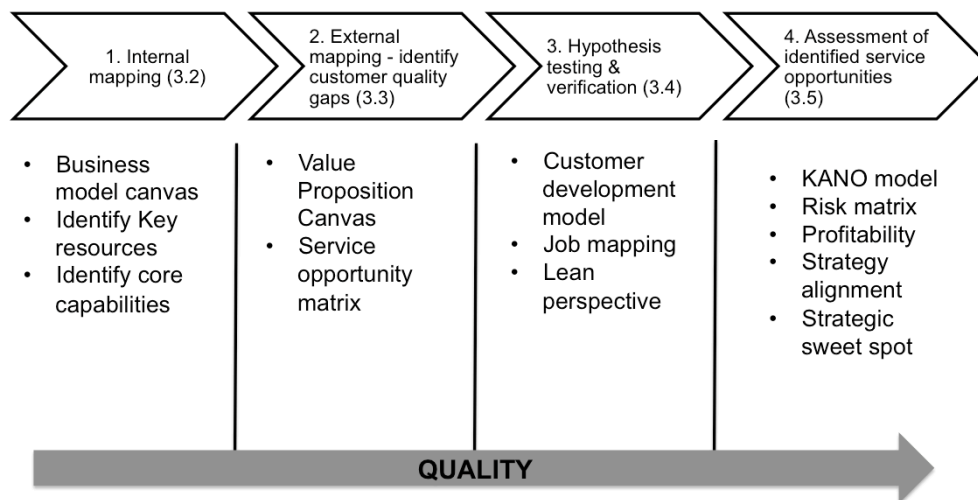 1. Internal
mapping (3.2)
2. External
mapping - identify
customer quality
gaps (3.3)
3. Hypothesis
testing &
verification (3.4)
4. Assessment of
identified service
opportunities
(3.5)
• Business
model canvas
• Identify Key
resources
• Identify core
capabilities
• Value
Proposition
Canvas
• Service
opportunity
matrix
• Customer
development
model
• Job mapping
• Lean
perspective
• KANO model
• Risk matrix
• Profitability
• Strategy
alignment
• Strategic
sweet spot
QUALITY